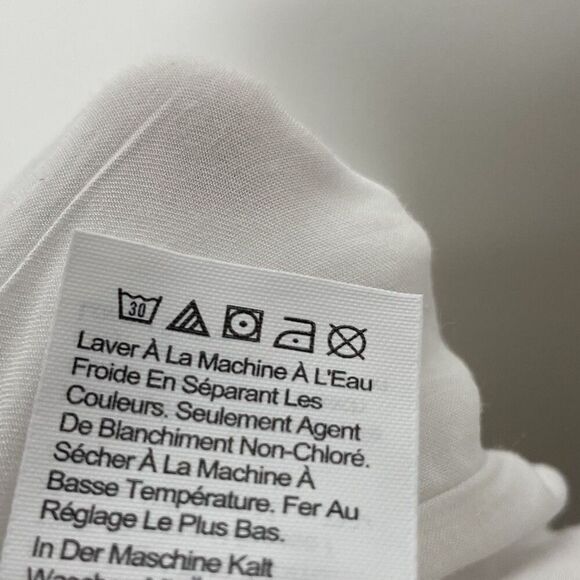 30
Laver À La Machine À L'Eau
Froide En Séparant Les
Couleurs. Seulement Agent
De Blanchiment Non-Chloré.
Sécher À La Machine À
Basse Température. Fer Au
Réglage Le Plus Bas.
In Der Maschine Kalt